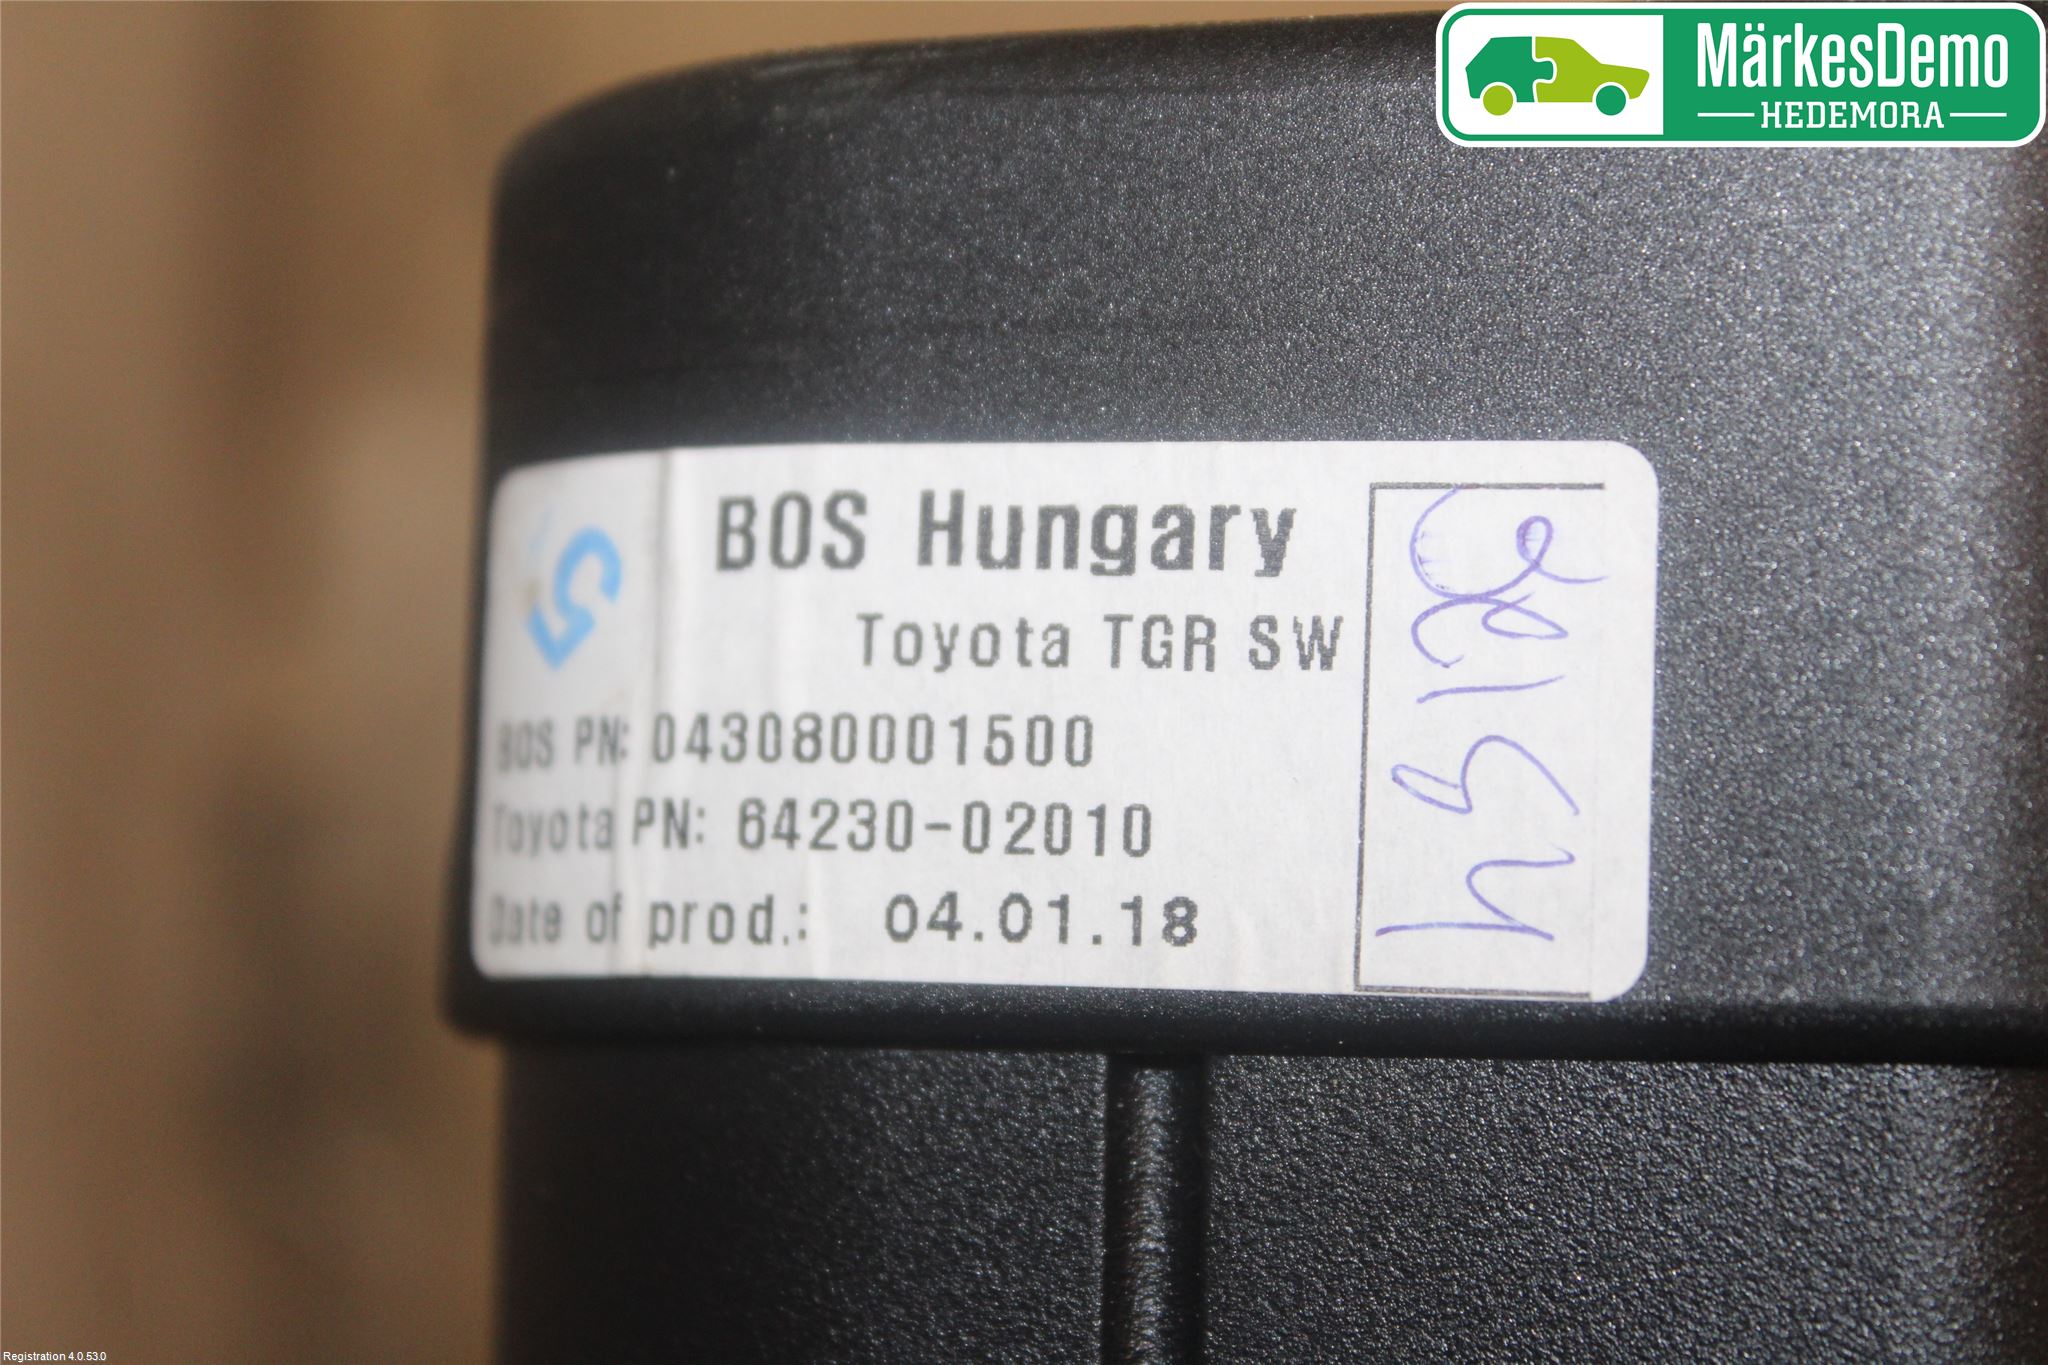 MärkesDemo
HEDEMORA
5
BOS Hungary
Toyota TGR SW
BOS PN: 043080001500
Toyota PN: 64230-02010
Date of prod.: 04.01.18
Registration 4.0.53.0